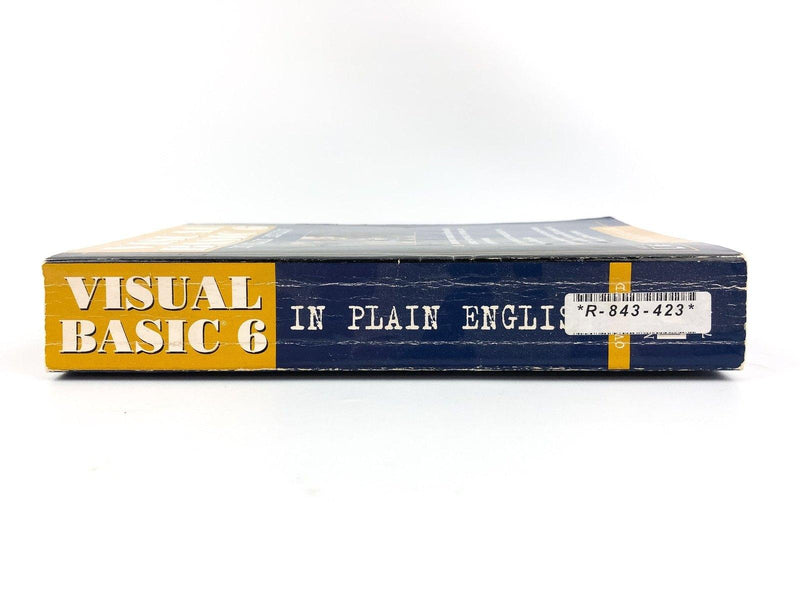 VISUAL
BASIC 6
IN PLAIN ENGLIS
*R-843-423*